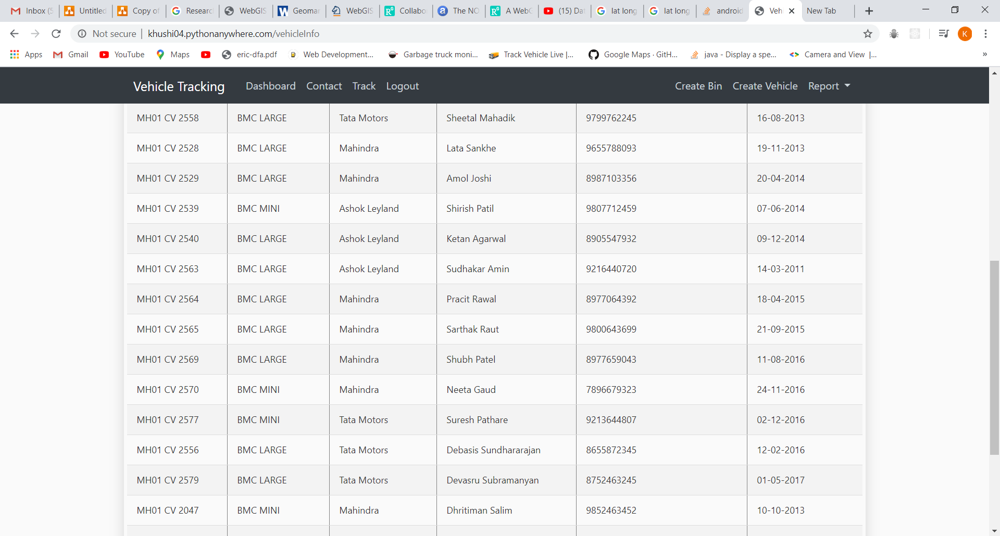 Inbox (5 Untitled Copy of Researc WebGIS Geomar WebGIS Collabo The NO A WebG (15) Dat lat long lat long android Vehi New Tab
Not secure | khushi04.pythonanywhere.com/vehicleInfo K
Apps Gmail YouTube Maps eric-dfa.pdf Web Development... Garbage truck moni... Track Vehicle Live |... Google Maps · GitH... java - Display a spe... Camera and View |... »
Vehicle Tracking Dashboard Contact Track Logout Create Bin Create Vehicle Report
MH01 CV 2558 BMC LARGE Tata Motors Sheetal Mahadik 9799762245 16-08-2013
MH01 CV 2528 BMC LARGE Mahindra Lata Sankhe 9655788093 19-11-2013
MH01 CV 2529 BMC LARGE Mahindra Amol Joshi 8987103356 20-04-2014
MH01 CV 2539 BMC MINI Ashok Leyland Shirish Patil 9807712459 07-06-2014
MH01 CV 2540 BMC LARGE Ashok Leyland Ketan Agarwal 8905547932 09-12-2014
MH01 CV 2563 BMC LARGE Ashok Leyland Sudhakar Amin 9216440720 14-03-2011
MH01 CV 2564 BMC LARGE Mahindra Pracit Rawal 8977064392 18-04-2015
MH01 CV 2565 BMC LARGE Mahindra Sarthak Raut 9800643699 21-09-2015
MH01 CV 2569 BMC LARGE Mahindra Shubh Patel 8977659043 11-08-2016
MH01 CV 2570 BMC MINI Mahindra Neeta Gaud 7896679323 24-11-2016
MH01 CV 2577 BMC MINI Tata Motors Suresh Pathare 9213644807 02-12-2016
MH01 CV 2556 BMC LARGE Tata Motors Debasis Sundhararajan 8655872345 12-02-2016
MH01 CV 2579 BMC LARGE Tata Motors Devasru Subramanyan 8752463245 01-05-2017
MH01 CV 2047 BMC MINI Mahindra Dhritiman Salim 9852463452 10-10-2013